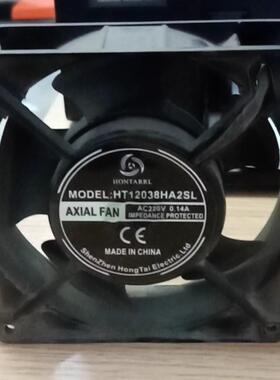 HONTARRL
MODEL:HT12038HA2SL
AXIAL FAN
AC220V 0.14A
IMPEDANCE PROTECTED
CE
MADE IN CHINA
ShenZhen HongTai Electric Ltd